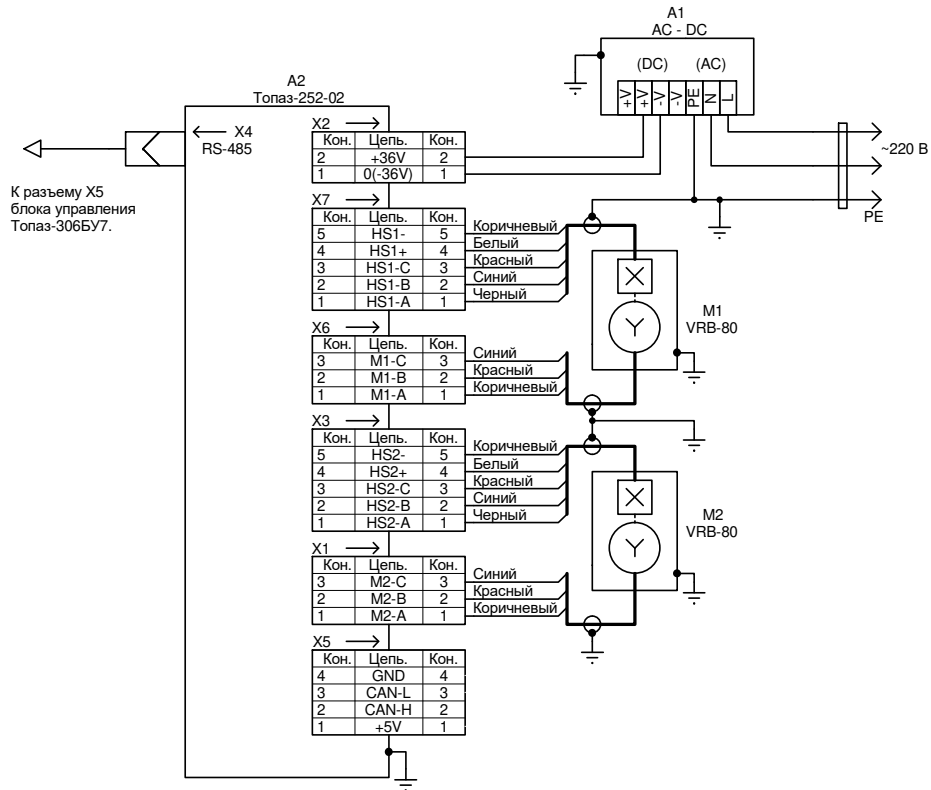 A1
AC - DC
(DC) (AC)
+V +V -V -V PE N L
~220 В
PE
A2
Топаз-252-02
X4
RS-485
К разъему X5
блока управления
Топаз-306БУ7.
X2
Кон. Цепь. Кон.
2 +36V 2
1 0(-36V) 1
X7
Кон. Цепь. Кон.
5 HS1- 5 Коричневый
4 HS1+ 4 Белый
3 HS1-C 3 Красный
2 HS1-B 2 Синий
1 HS1-A 1 Черный
M1
VRB-80
X6
Кон. Цепь. Кон.
3 M1-C 3 Синий
2 M1-B 2 Красный
1 M1-A 1 Коричневый
X3
Кон. Цепь. Кон.
5 HS2- 5 Коричневый
4 HS2+ 4 Белый
3 HS2-C 3 Красный
2 HS2-B 2 Синий
1 HS2-A 1 Черный
M2
VRB-80
X1
Кон. Цепь. Кон.
3 M2-C 3 Синий
2 M2-B 2 Красный
1 M2-A 1 Коричневый
X5
Кон. Цепь. Кон.
4 GND 4
3 CAN-L 3
2 CAN-H 2
1 +5V 1